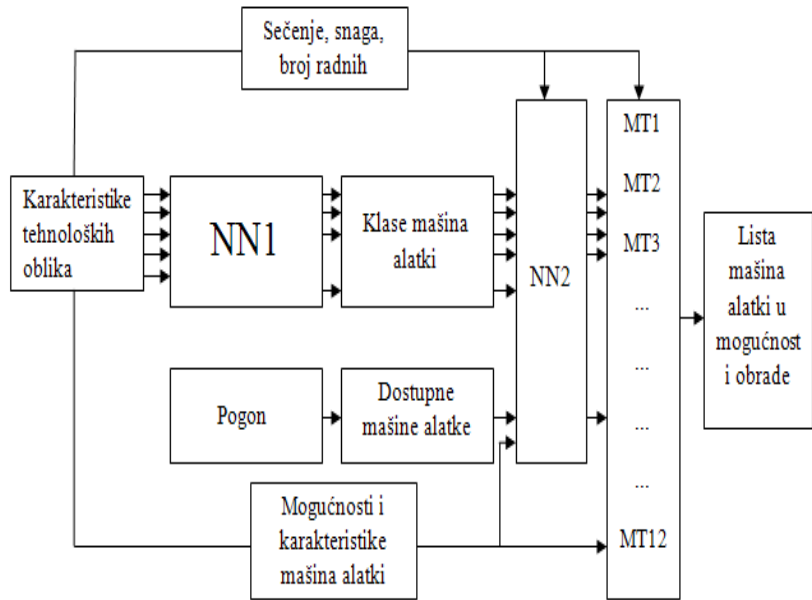 Sečenje, snaga,
broj radnih
Karakteristike
tehnoloških
oblika
NN1
Klase mašina
alatki
NN2
MT1
MT2
MT3
...
...
...
...
MT12
Lista
mašina
alatki u
mogućnost
i obrade
Pogon
Dostupne
mašine alatke
Mogućnosti i
karakteristike
mašina alatki